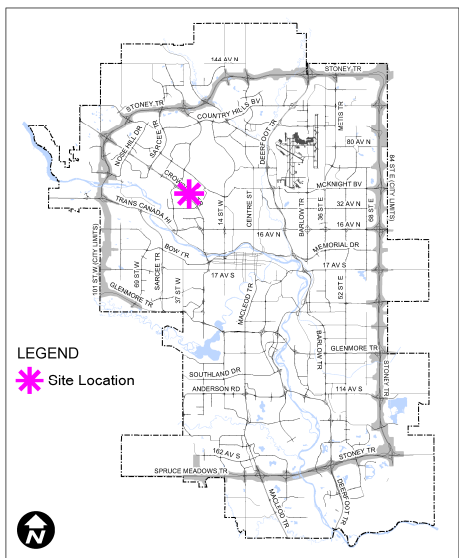 144 AV N
STONEY TR
STONEY TR
COUNTRY HILLS BV
METIS TR
NOSE HILL DR
SARCEE TR
DEERFOOT TR
80 AV N
CROW
MCKNIGHT BV
14 ST W
CENTRE ST
BARLOW TR
36 ST E
32 AV N
68 ST E
84 ST E (CITY LIMITS)
TRANS CANADA HI
16 AV N
16 AV N
101 ST W (CITY LIMITS)
BOW TR
MEMORIAL DR
69 ST W
SARCEE TR
37 ST W
17 AV S
17 AV S
52 ST E
GLENMORE TR
MACLEOD TR
BARLOW TR
GLENMORE TR
LEGEND
Site Location
SOUTHLAND DR
ANDERSON RD
114 AV S
STONEY TR
162 AV S
STONEY TR
SPRUCE MEADOWS TR
MACLEOD TR
DEERFOOT TR
N